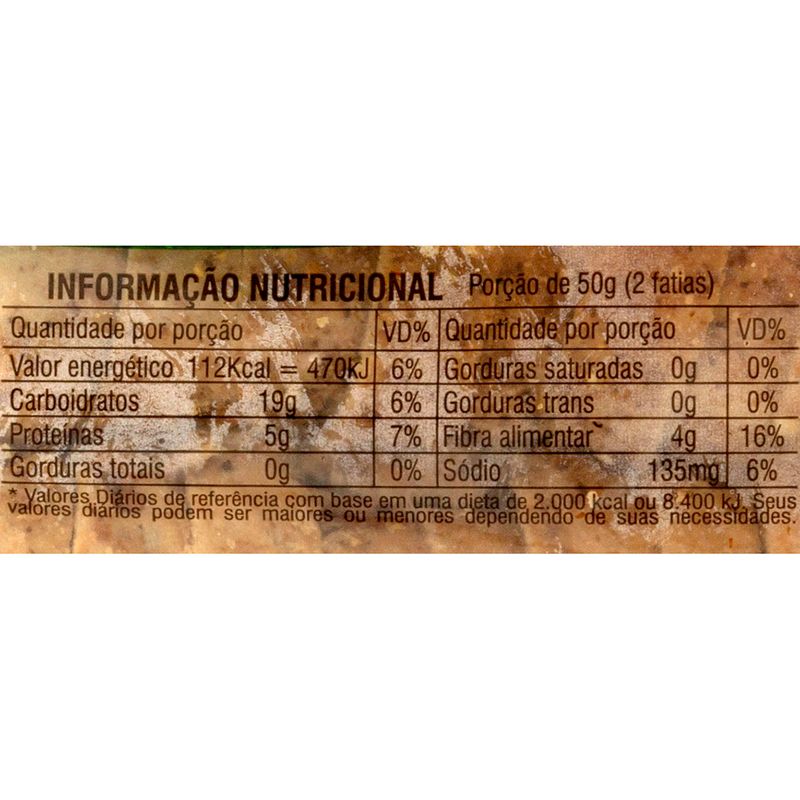 INFORMAÇÃO NUTRICIONAL Porção de 50g (2 fatias)
Quantidade por porção VD% Quantidade por porção VD%
Valor energético 112Kcal = 470kJ 6% Gorduras saturadas 0g 0%
Carboidratos 19g 6% Gorduras trans 0g 0%
Proteínas 5g 7% Fibra alimentar 4g 16%
Gorduras totais 0g 0% Sódio 135mg 6%
* Valores Diários de referência com base em uma dieta de 2.000 kcal ou 8.400 kJ. Seus
valores diários podem ser maiores ou menores dependendo de suas necessidades.